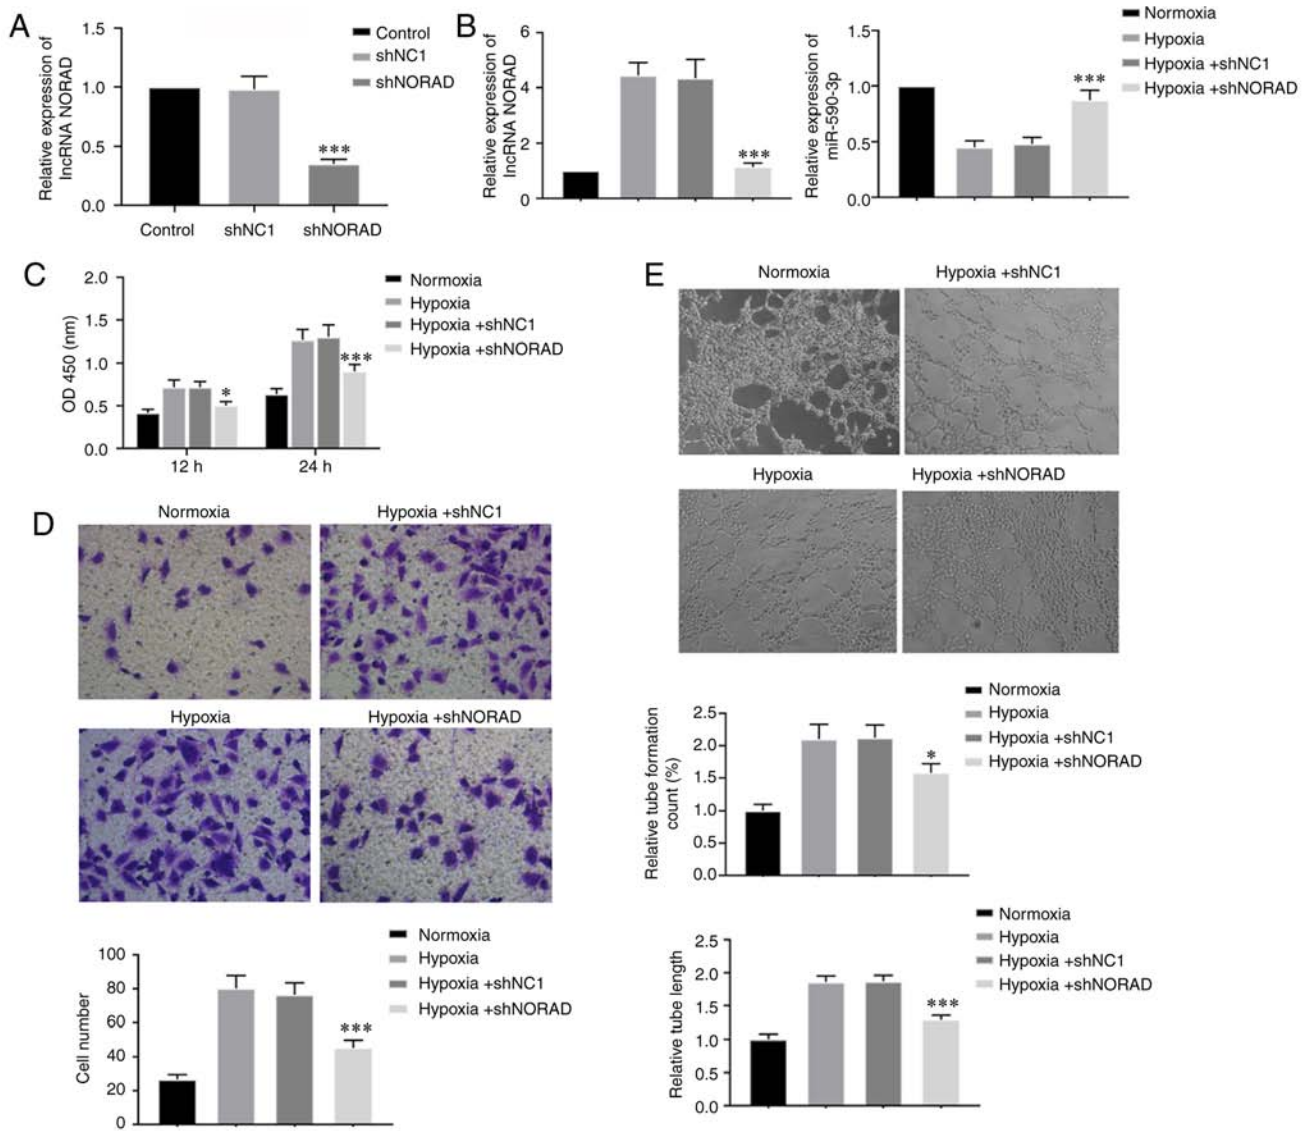 A
Relative expression of
lncRNA NORAD
1.5
1.0
0.5
0.0
***
Control
shNC1
shNORAD
Control
shNC1
shNORAD
B
Relative expression of
lncRNA NORAD
6
4
2
0
***
Relative expression of
miR-590-3p
1.5
1.0
0.5
0.0
***
Normoxia
Hypoxia
Hypoxia +shNC1
Hypoxia +shNORAD
C
OD 450 (nm)
2.0
1.5
1.0
0.5
0.0
*
***
12 h
24 h
Normoxia
Hypoxia
Hypoxia +shNC1
Hypoxia +shNORAD
D
Normoxia
Hypoxia +shNC1
Hypoxia
Hypoxia +shNORAD
Cell number
100
80
60
40
20
0
***
Normoxia
Hypoxia
Hypoxia +shNC1
Hypoxia +shNORAD
E
Normoxia
Hypoxia +shNC1
Hypoxia
Hypoxia +shNORAD
Relative tube formation
count (%)
2.5
2.0
1.5
1.0
0.5
0.0
*
Normoxia
Hypoxia
Hypoxia +shNC1
Hypoxia +shNORAD
Relative tube length
2.5
2.0
1.5
1.0
0.5
0.0
***
Normoxia
Hypoxia
Hypoxia +shNC1
Hypoxia +shNORAD